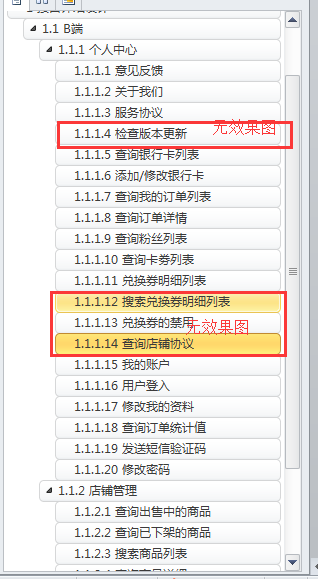 1.1 B端
1.1.1 个人中心
1.1.1.1 意见反馈
1.1.1.2 关于我们
1.1.1.3 服务协议
1.1.1.4 检查版本更新
无效果图
1.1.1.5 查询银行卡列表
1.1.1.6 添加/修改银行卡
1.1.1.7 查询我的订单列表
1.1.1.8 查询订单详情
1.1.1.9 查询粉丝列表
1.1.1.10 查询卡劵列表
1.1.1.11 兑换券明细列表
1.1.1.12 搜索兑换券明细列表
1.1.1.13 兑换券的禁用
无效果图
1.1.1.14 查询店铺协议
1.1.1.15 我的账户
1.1.1.16 用户登入
1.1.1.17 修改我的资料
1.1.1.18 查询订单统计值
1.1.1.19 发送短信验证码
1.1.1.20 修改密码
1.1.2 店铺管理
1.1.2.1 查询出售中的商品
1.1.2.2 查询已下架的商品
1.1.2.3 搜索商品列表